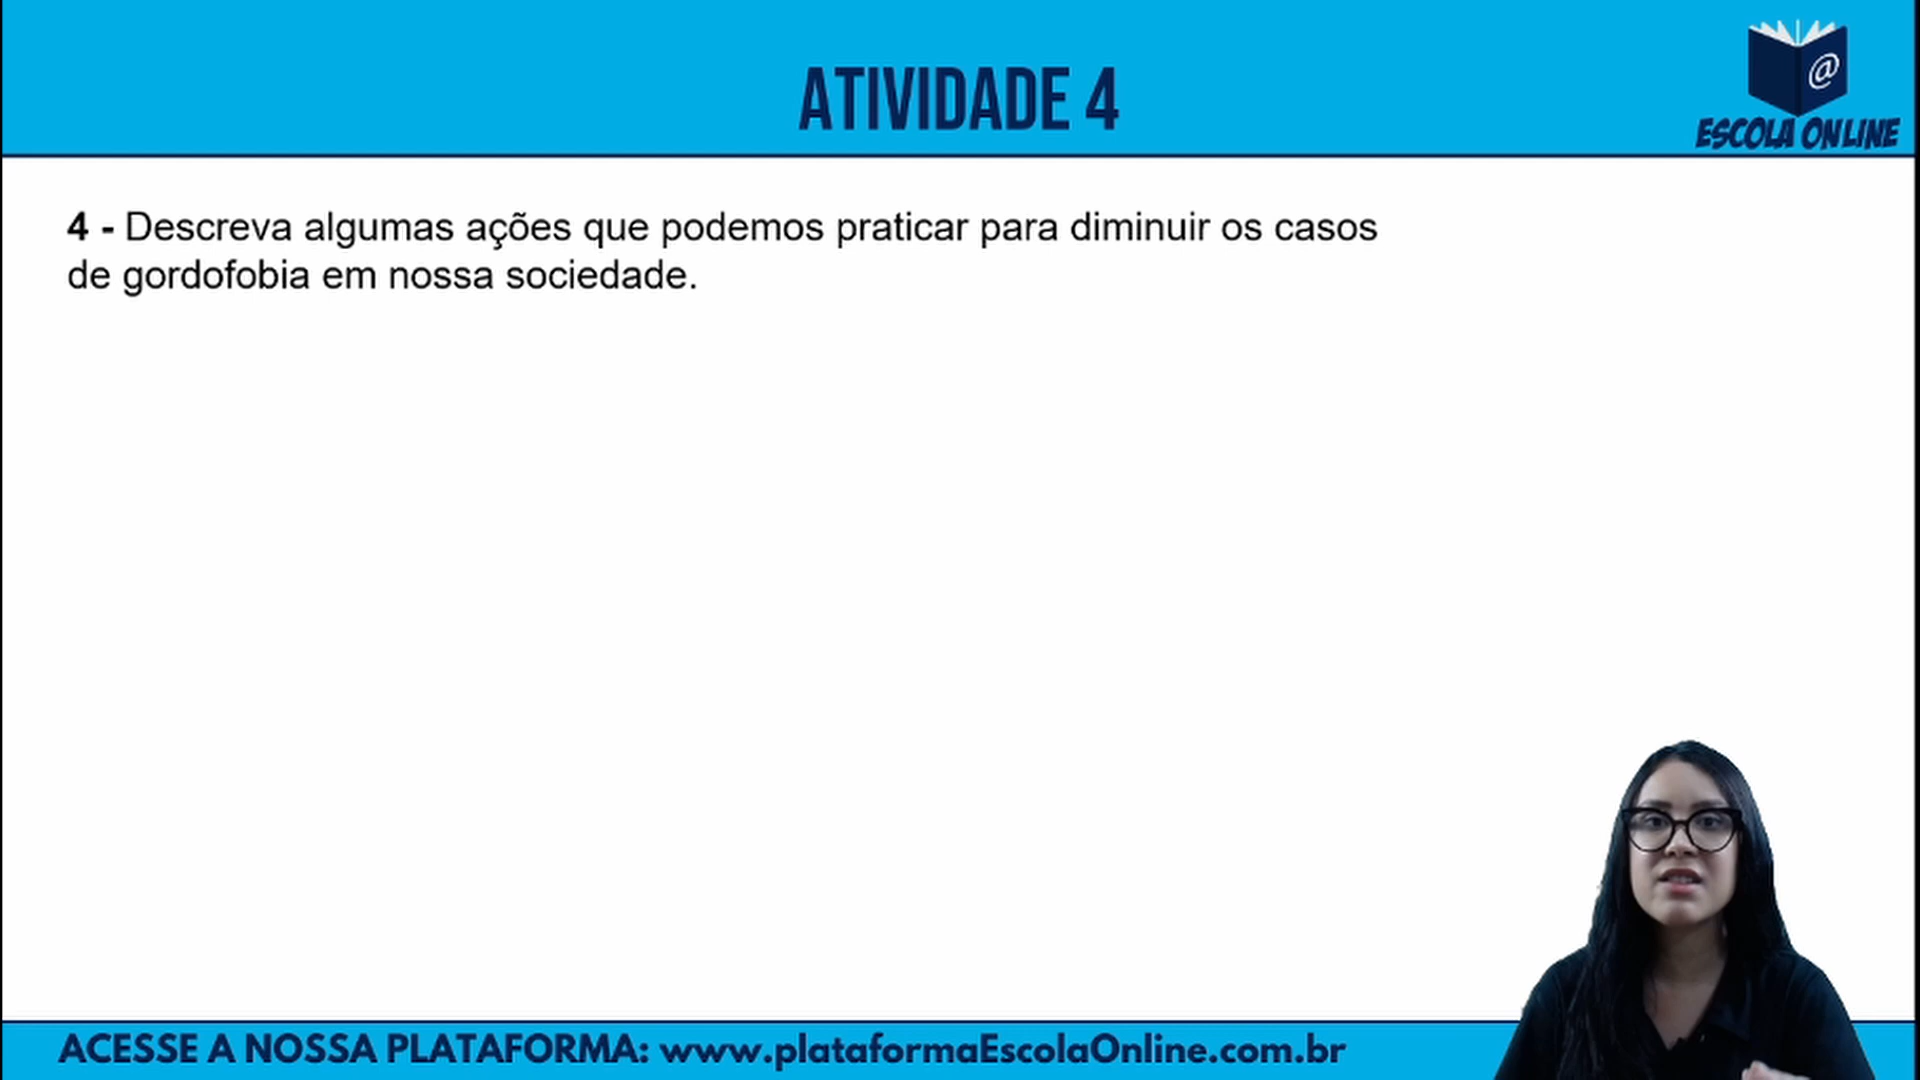 ATIVIDADE 4
@
ESCOLA ONLINE
4 - Descreva algumas ações que podemos praticar para diminuir os casos
de gordofobia em nossa sociedade.
ACESSE A NOSSA PLATAFORMA: www.plataformaEscolaOnline.com.br